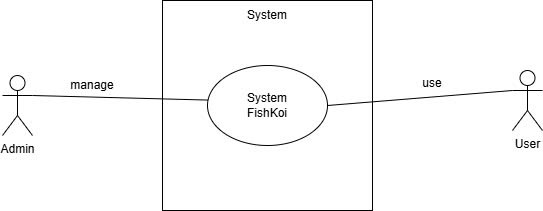 System
manage
use
System
FishKoi
Admin
User